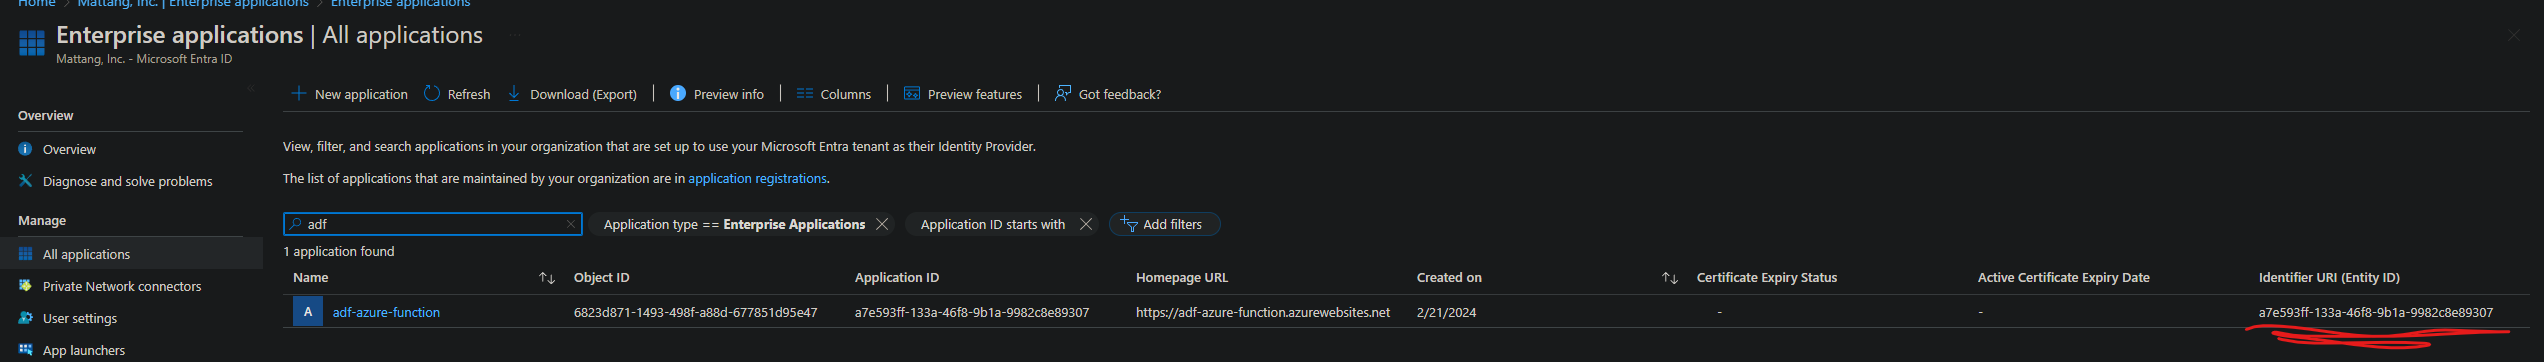 Home > Mattang, Inc. | Enterprise applications > Enterprise applications
Enterprise applications | All applications ...
Mattang, Inc. - Microsoft Entra ID
New application Refresh Download (Export) Preview info Columns Preview features Got feedback?
Overview
Overview
Diagnose and solve problems
Manage
All applications
Private Network connectors
User settings
App launchers
View, filter, and search applications in your organization that are set up to use your Microsoft Entra tenant as their Identity Provider.
The list of applications that are maintained by your organization are in application registrations.
adf
Application type == Enterprise Applications
Application ID starts with
Add filters
1 application found
Name Object ID Application ID Homepage URL Created on Certificate Expiry Status Active Certificate Expiry Date Identifier URI (Entity ID)
A adf-azure-function 6823d871-1493-498f-a88d-677851d95e47 a7e593ff-133a-46f8-9b1a-9982c8e89307 https://adf-azure-function.azurewebsites.net 2/21/2024 - - a7e593ff-133a-46f8-9b1a-9982c8e89307